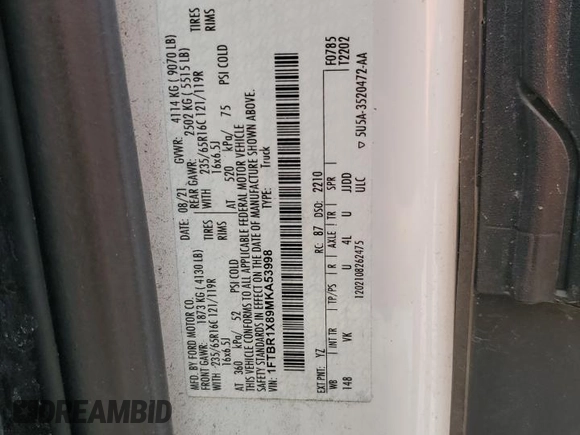 MFD. BY FORD MOTOR CO.
DATE: 08/21 GVWR: 4114 KG ( 9070 LB)
FRONT GAWR: 1873 KG ( 4130 LB) REAR GAWR: 2502 KG ( 5515 LB)
WITH 235/65R16C 121/119R TIRES WITH 235/65R16C 121/119R TIRES
16x6.5J RIMS 16x6.5J RIMS
AT 360 kPa/ 52 PSI COLD AT 520 kPa/ 75 PSI COLD
THIS VEHICLE CONFORMS TO ALL APPLICABLE FEDERAL MOTOR VEHICLE
SAFETY STANDARDS IN EFFECT ON THE DATE OF MANUFACTURE SHOWN ABOVE.
VIN: 1FTBR1X89MKA53998
TYPE: Truck
EXT PNT: YZ RC: 87 DSO: 2210 F0785
WB INT TR TP/PS R AXLE TR SPR T2202
148 VK U 4L U JJDD
1202108262475 ULC ▽ 5U5A-3520472-AA
DREAMBID